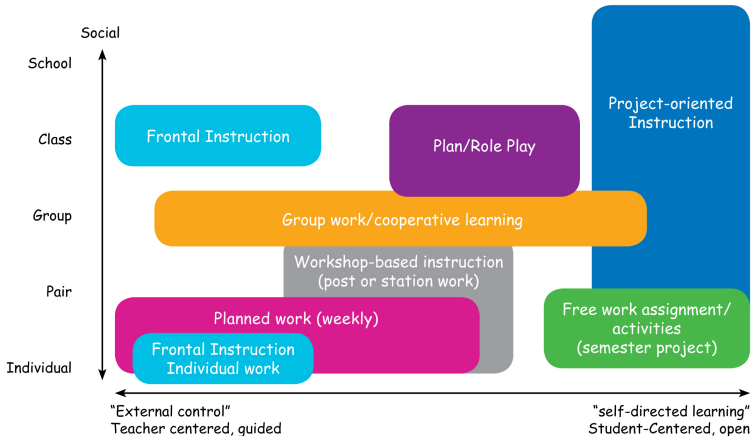 Social
School
Class
Group
Pair
Individual
Frontal Instruction
Plan/Role Play
Project-oriented
Instruction
Group work/cooperative learning
Workshop-based instruction
(post or station work)
Planned work (weekly)
Frontal Instruction
Individual work
Free work assignment/
activities
(semester project)
"External control"
Teacher centered, guided
"self-directed learning"
Student-Centered, open